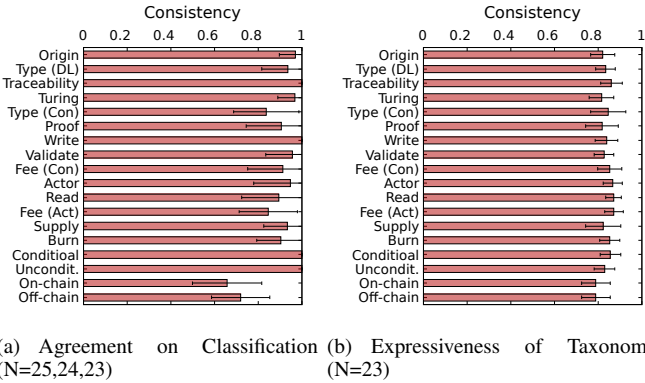 Consistency
0 0.2 0.4 0.6 0.8 1
Origin
Type (DL)
Traceability
Turing
Type (Con)
Proof
Write
Validate
Fee (Con)
Actor
Read
Fee (Act)
Supply
Burn
Conditioal
Uncondit.
On-chain
Off-chain
(a) Agreement on Classification
(N=25,24,23)
Consistency
0 0.2 0.4 0.6 0.8 1
Origin
Type (DL)
Traceability
Turing
Type (Con)
Proof
Write
Validate
Fee (Con)
Actor
Read
Fee (Act)
Supply
Burn
Conditioal
Uncondit.
On-chain
Off-chain
(b) Expressiveness of Taxonom
(N=23)